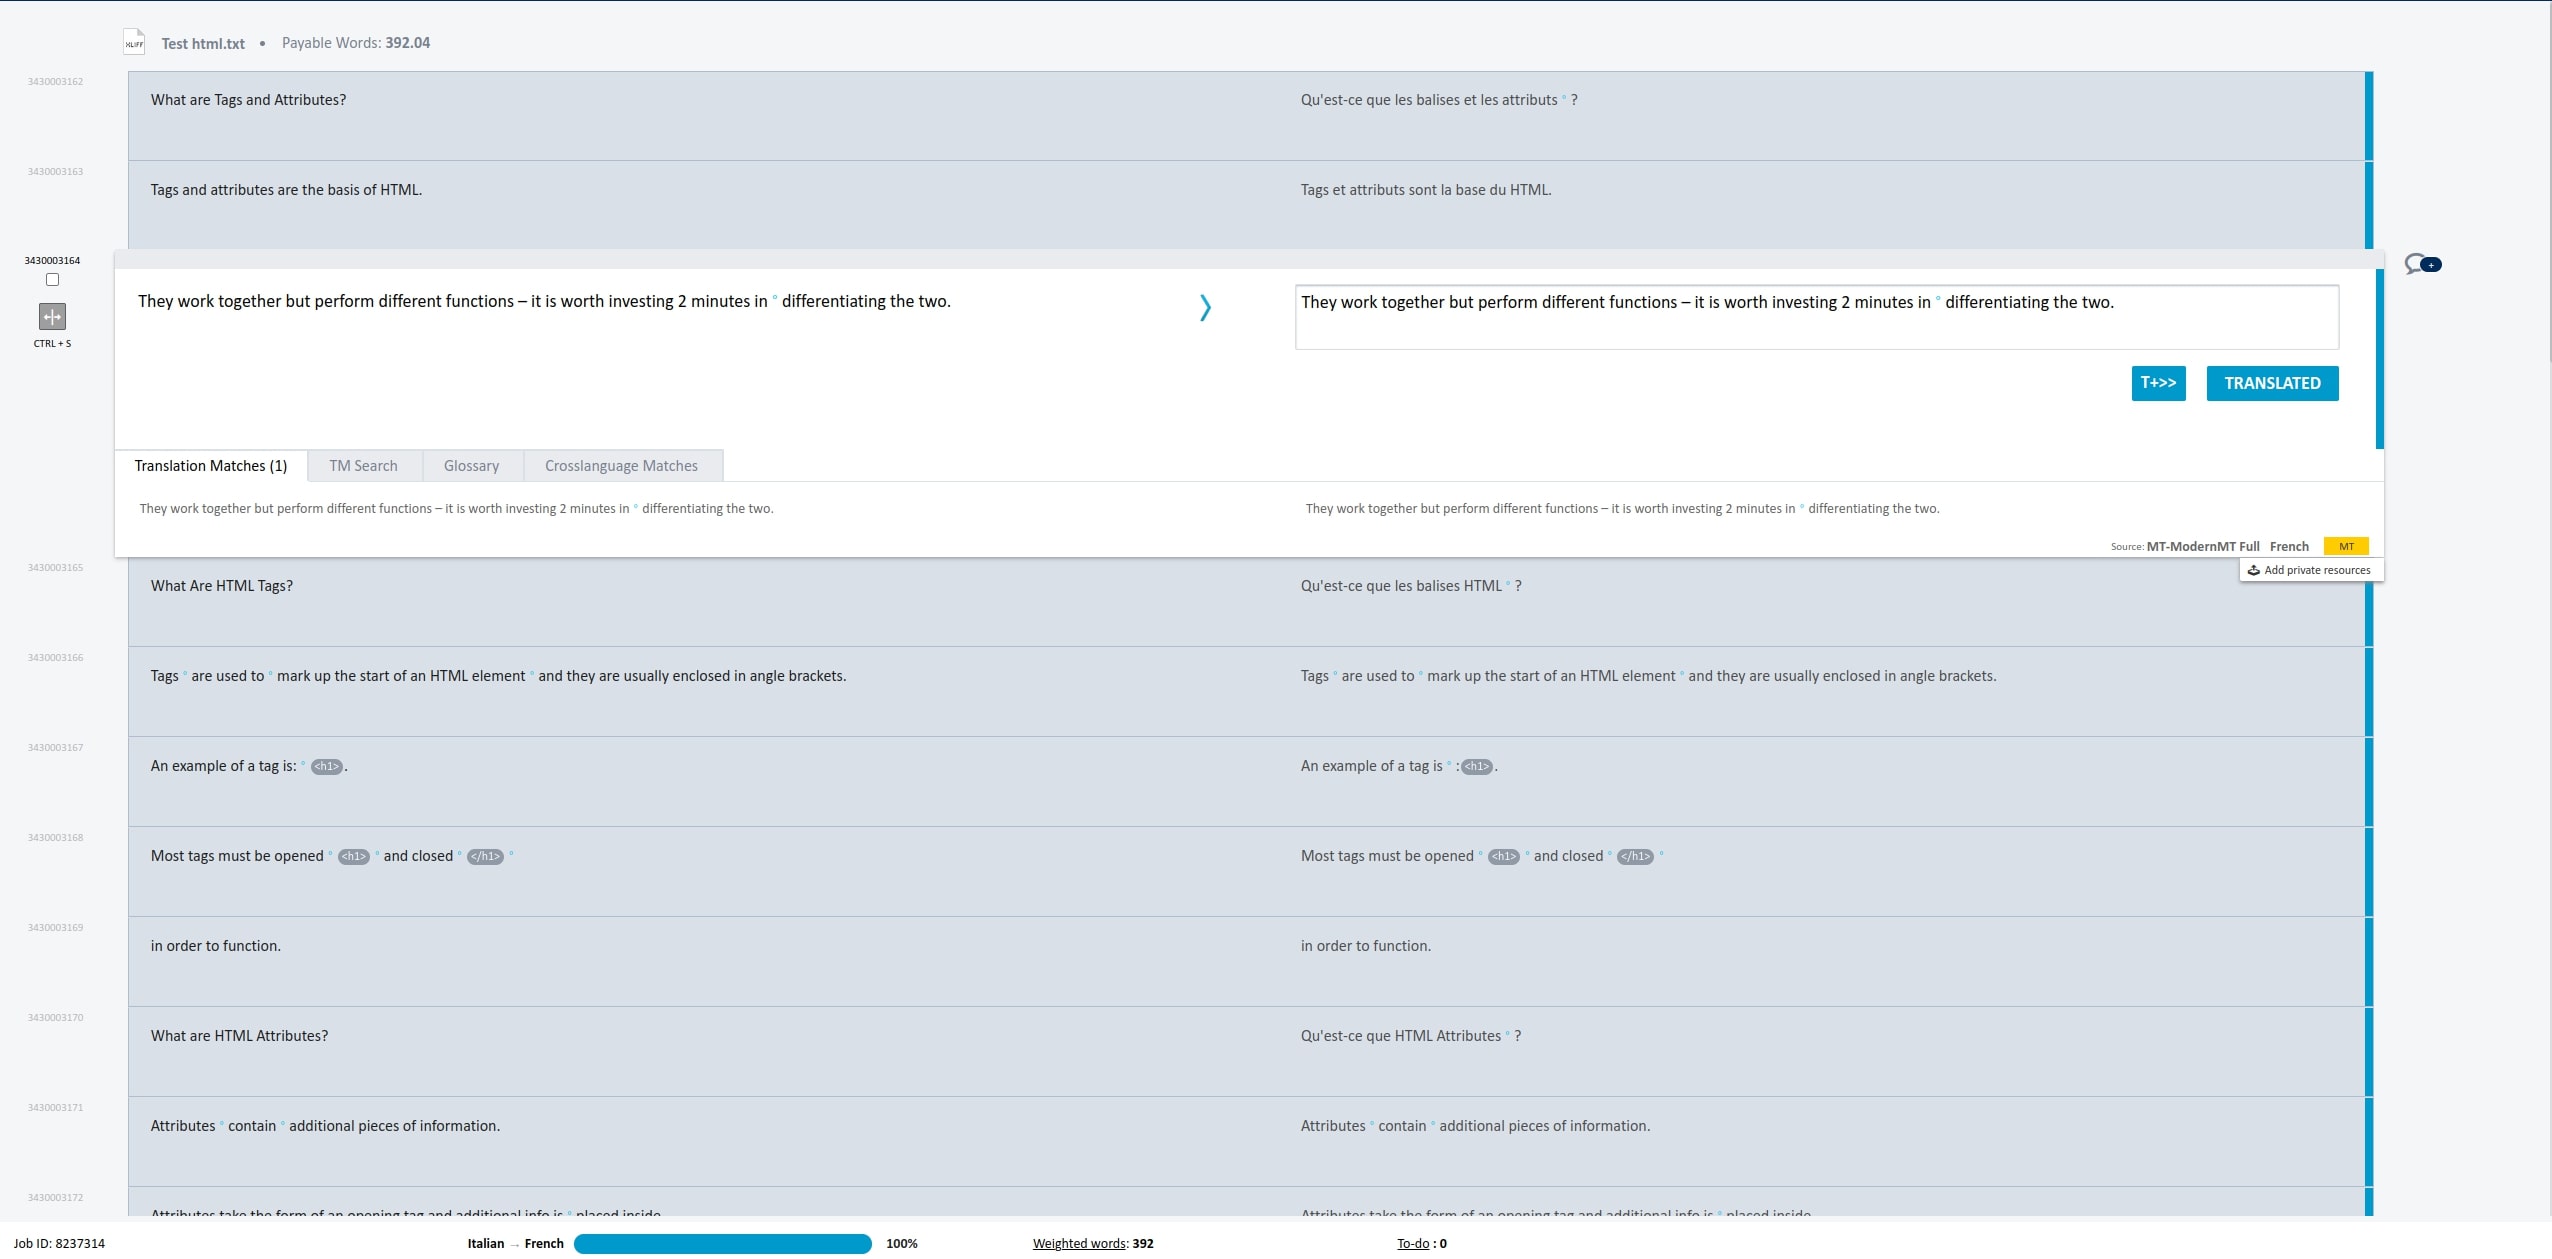 XLIFF Test html.txt • Payable Words: 392.04
3430003162
What are Tags and Attributes?
Qu'est-ce que les balises et les attributs ° ?
3430003163
Tags and attributes are the basis of HTML.
Tags et attributs sont la base du HTML.
3430003164
CTRL + S
They work together but perform different functions – it is worth investing 2 minutes in ° differentiating the two.
They work together but perform different functions – it is worth investing 2 minutes in ° differentiating the two.
T+>> TRANSLATED
Translation Matches (1) TM Search Glossary Crosslanguage Matches
They work together but perform different functions – it is worth investing 2 minutes in ° differentiating the two.
They work together but perform different functions – it is worth investing 2 minutes in ° differentiating the two.
Source: MT-ModernMT Full French MT
Add private resources
3430003165
What Are HTML Tags?
Qu'est-ce que les balises HTML ° ?
3430003166
Tags ° are used to ° mark up the start of an HTML element ° and they are usually enclosed in angle brackets.
Tags ° are used to ° mark up the start of an HTML element ° and they are usually enclosed in angle brackets.
3430003167
An example of a tag is: ° <h1>.
An example of a tag is ° :<h1>.
3430003168
Most tags must be opened ° <h1> ° and closed ° </h1> °
Most tags must be opened ° <h1> ° and closed ° </h1> °
3430003169
in order to function.
in order to function.
3430003170
What are HTML Attributes?
Qu'est-ce que HTML Attributes ° ?
3430003171
Attributes ° contain ° additional pieces of information.
Attributes ° contain ° additional pieces of information.
3430003172
Attributes take the form of an opening tag and additional info is ° placed inside.
Attributes take the form of an opening tag and additional info is ° placed inside.
Job ID: 8237314 Italian → French 100% Weighted words: 392 To-do : 0